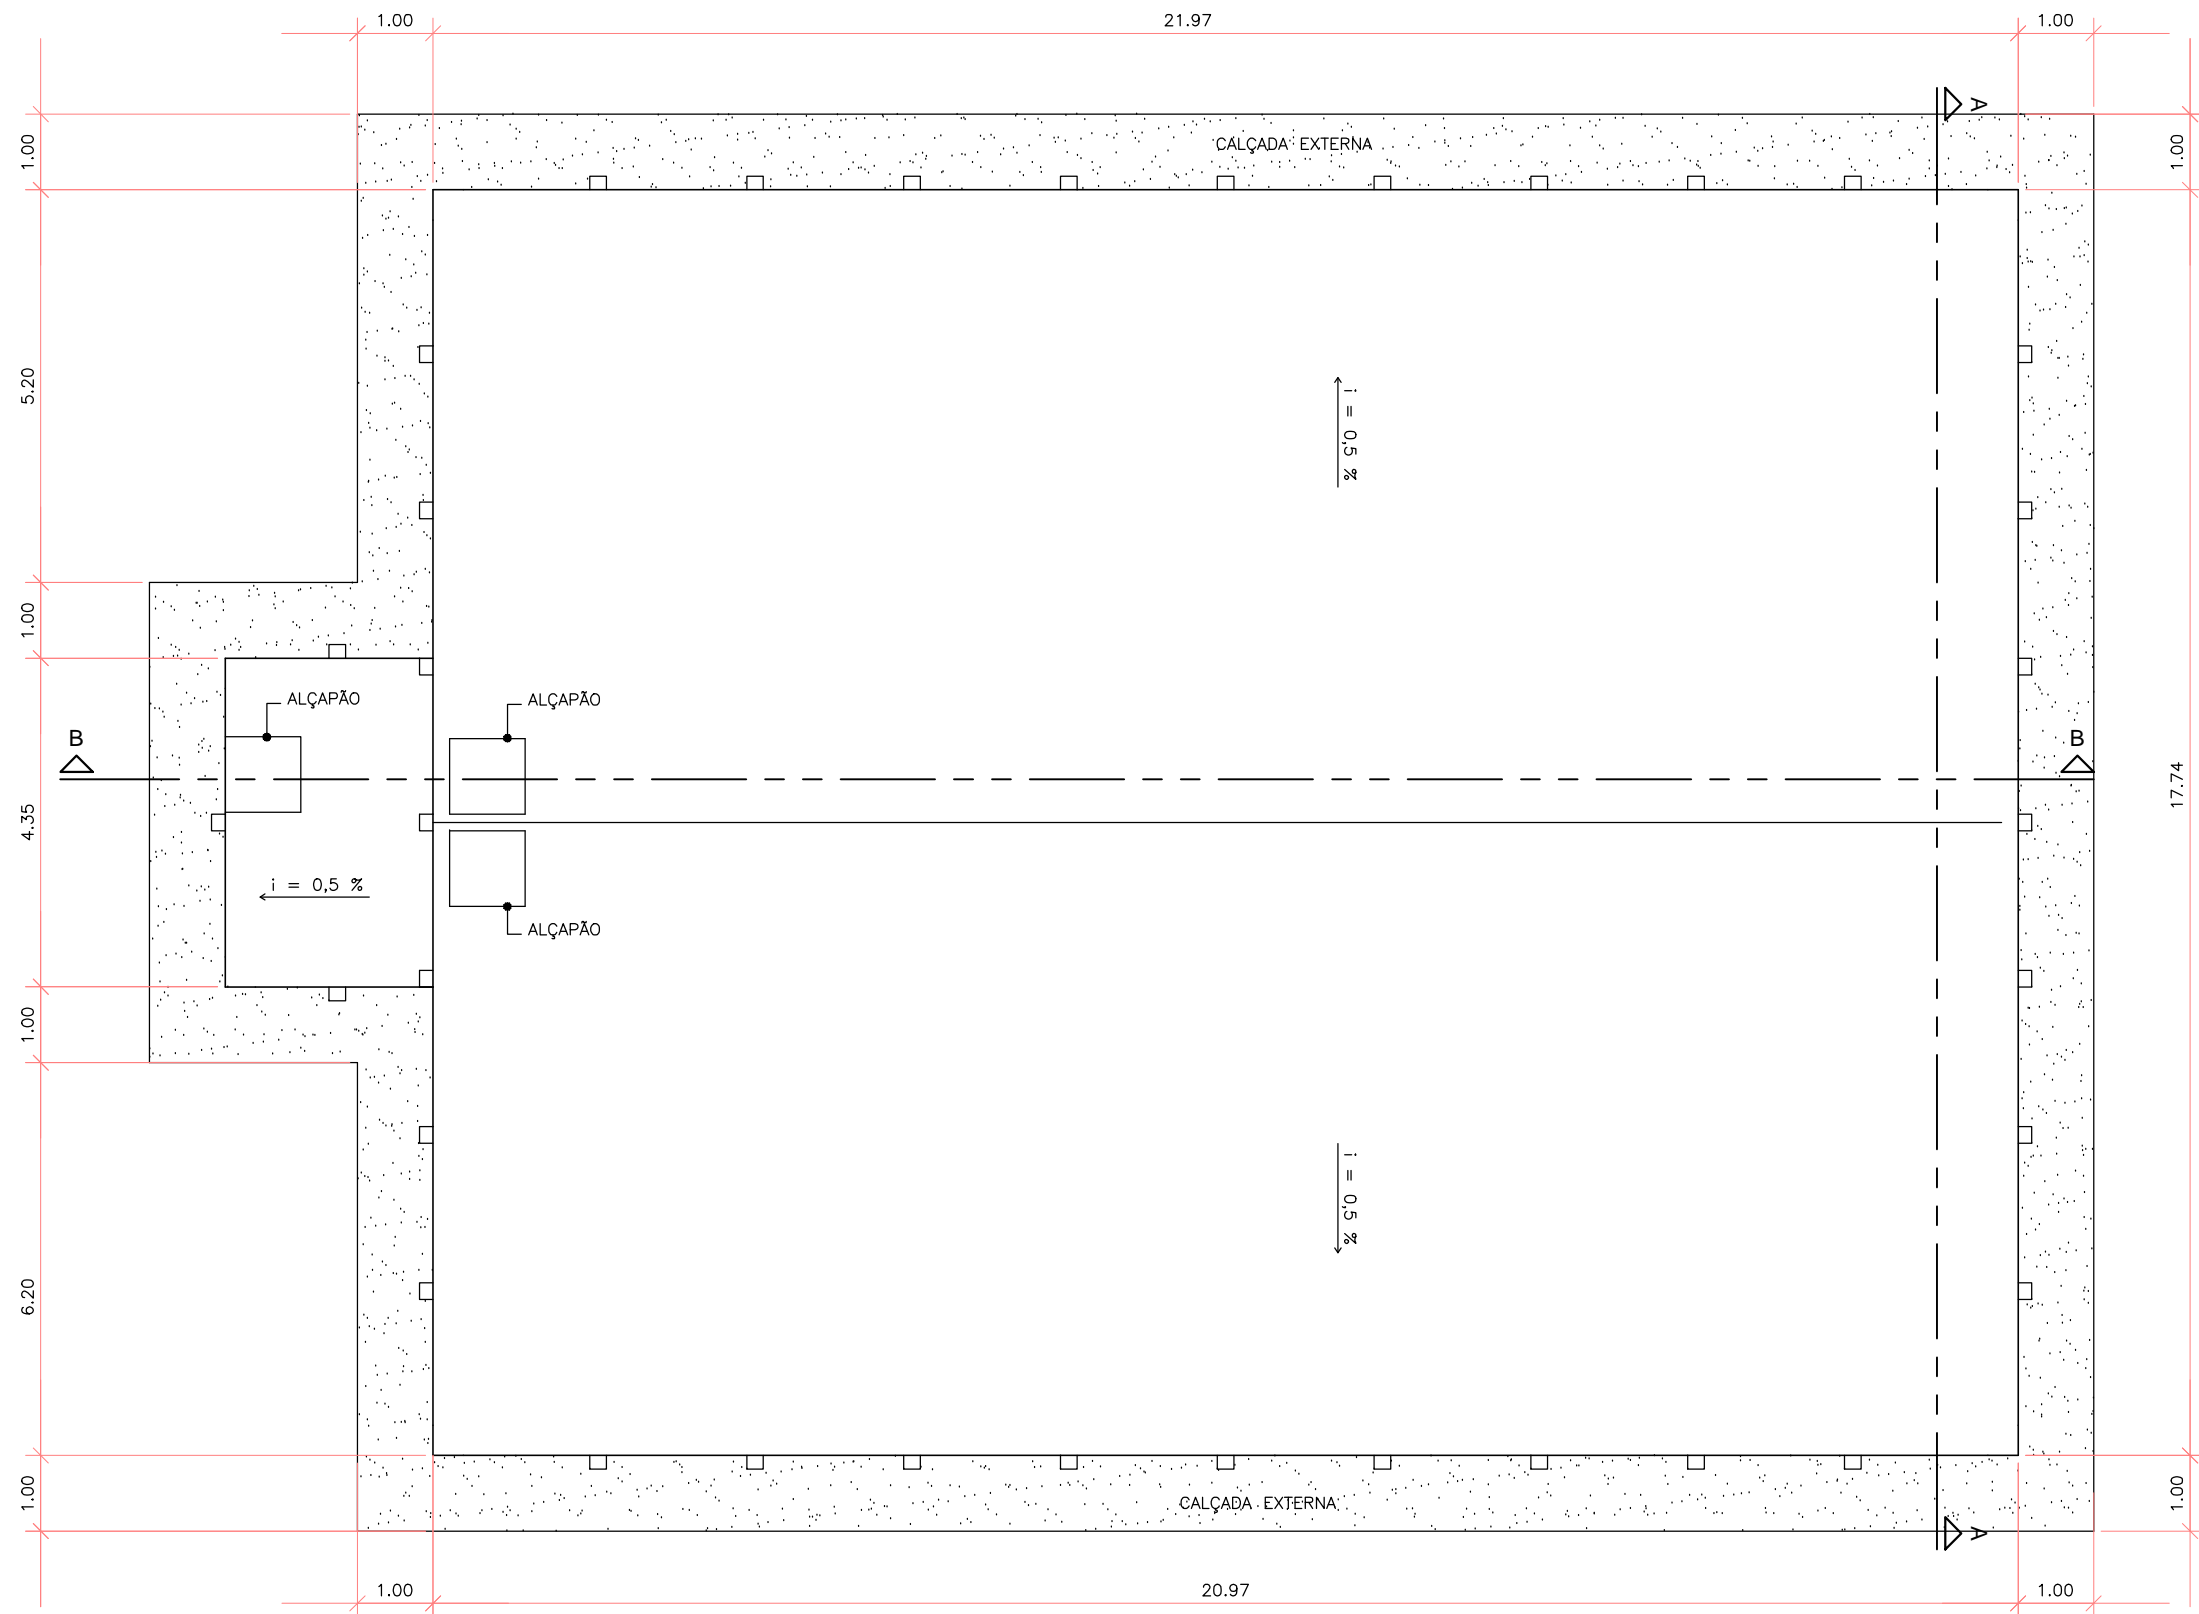 1.00
21.97
1.00
A
1.00
CALÇADA EXTERNA
1.00
5.20
i = 0,5 %
1.00
ALÇAPÃO
ALÇAPÃO
B
B
17.74
4.35
i = 0,5 %
ALÇAPÃO
1.00
i = 0,5 %
6.20
1.00
CALÇADA EXTERNA
1.00
A
1.00
20.97
1.00